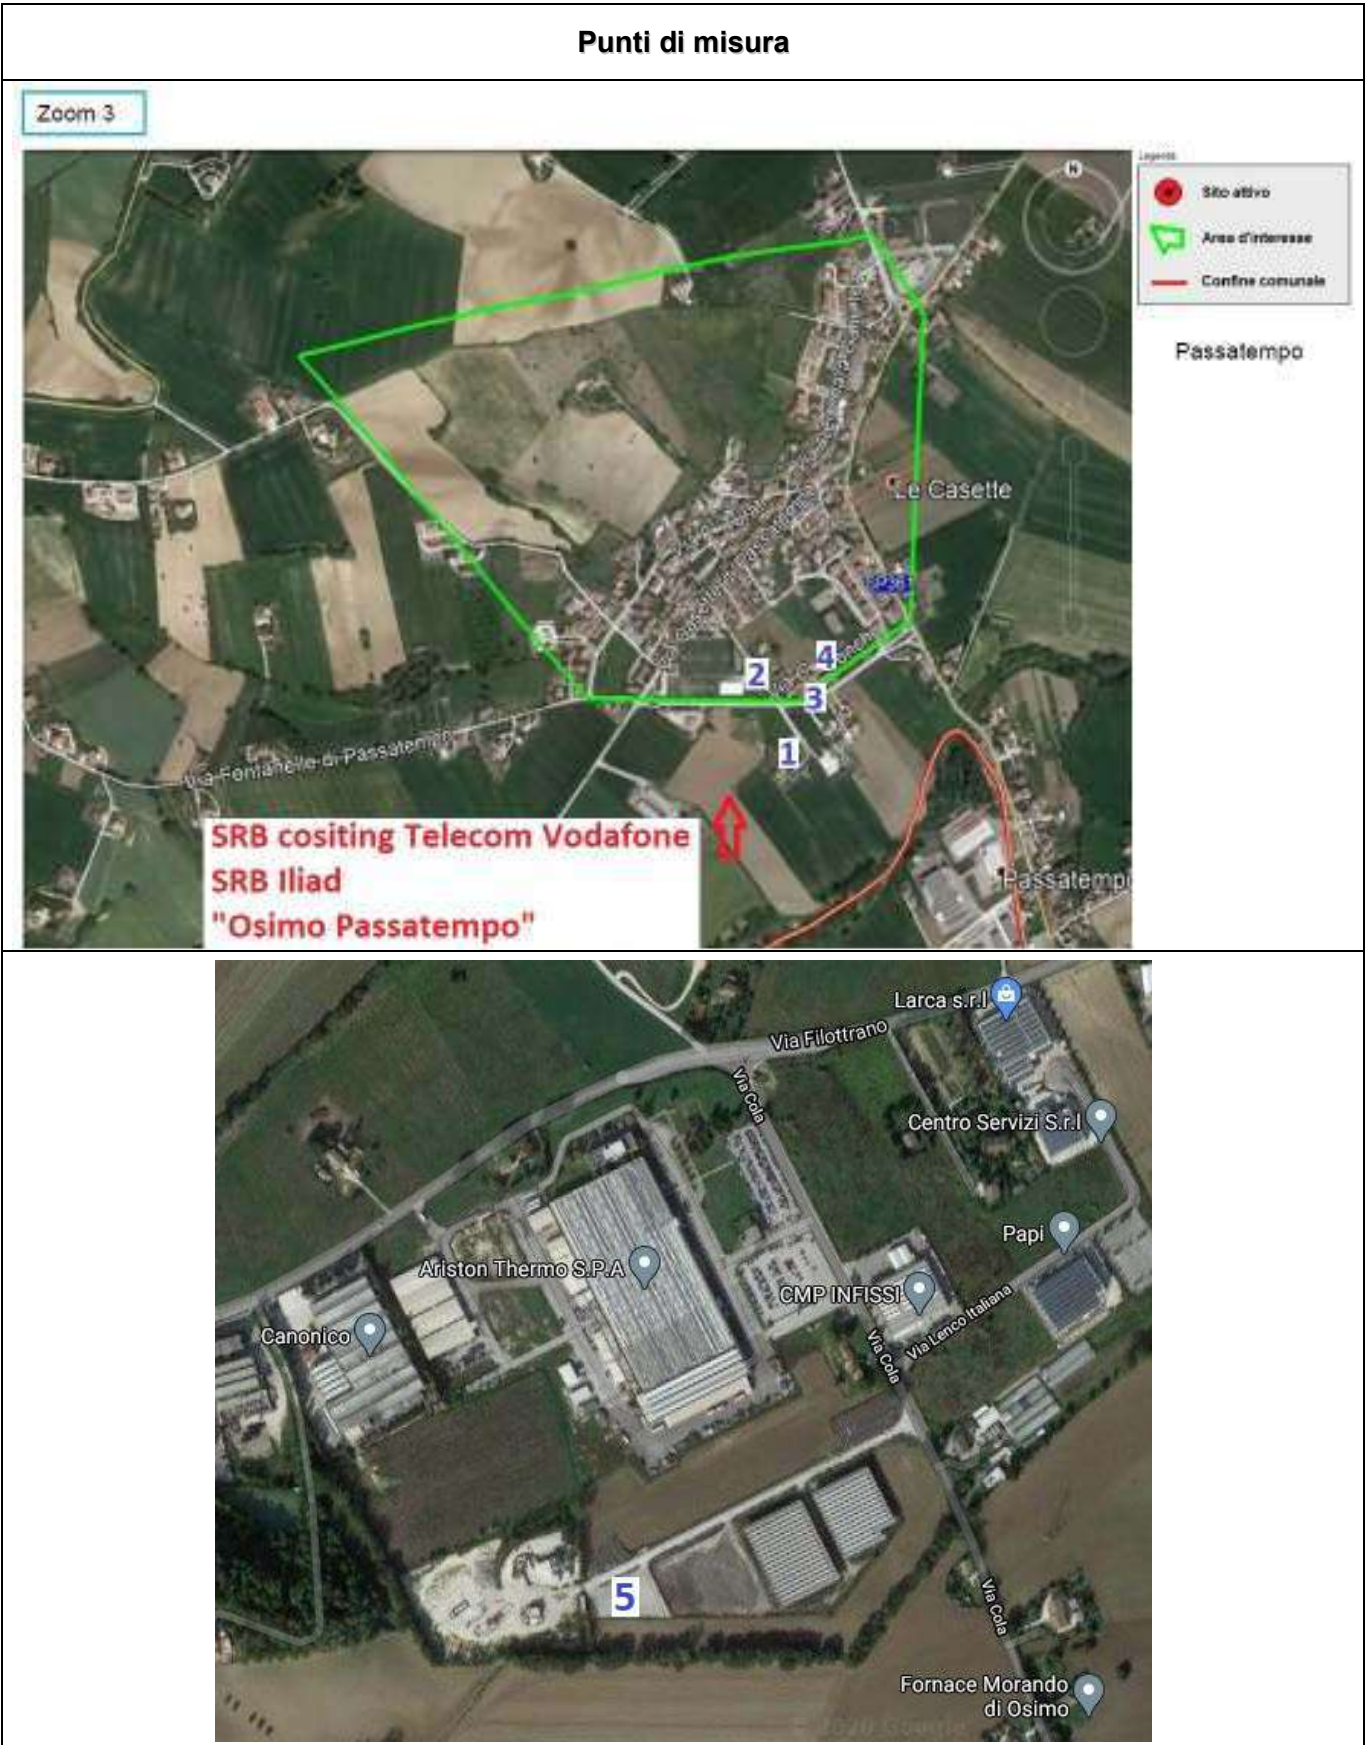 Punti di misura
Zoom 3
Legenda
N
Sito attivo
Area d'interesse
Confine comunale
Passatempo
Le Casette
2
4
3
1
Via Fontanelle di Passatempo
SRB cositing Telecom Vodafone
SRB Iliad
"Osimo Passatempo"
Passatempo
Larca s.r.l
Via Filottrano
Via Cola
Centro Servizi S.r.l
Papi
Ariston Thermo S.P.A
CMP INFISSI
Via Lenco Italiana
Canonico
Via Cola
5
Via Cola
Fornace Morando
di Osimo